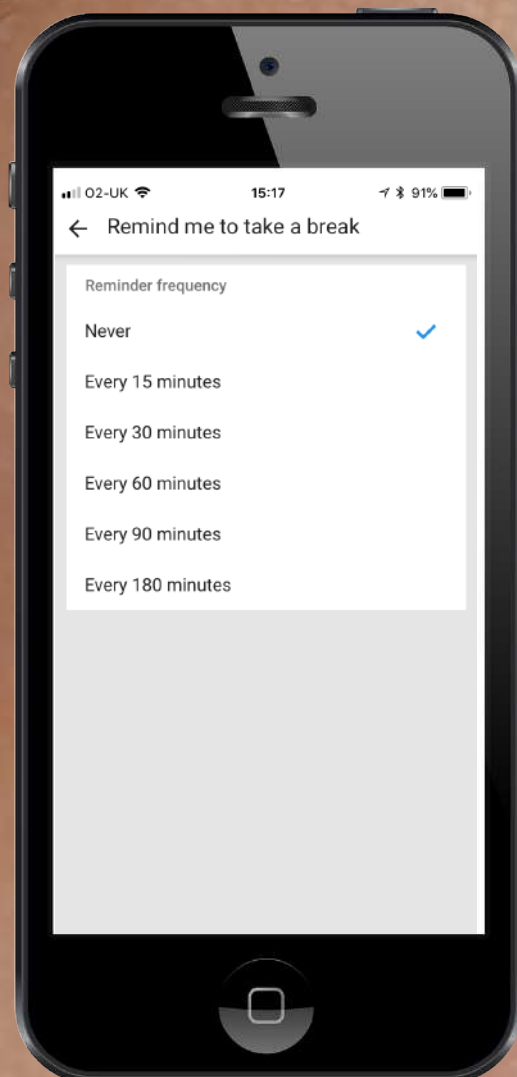 O2-UK 15:17 91%
Remind me to take a break
Reminder frequency
Never
Every 15 minutes
Every 30 minutes
Every 60 minutes
Every 90 minutes
Every 180 minutes